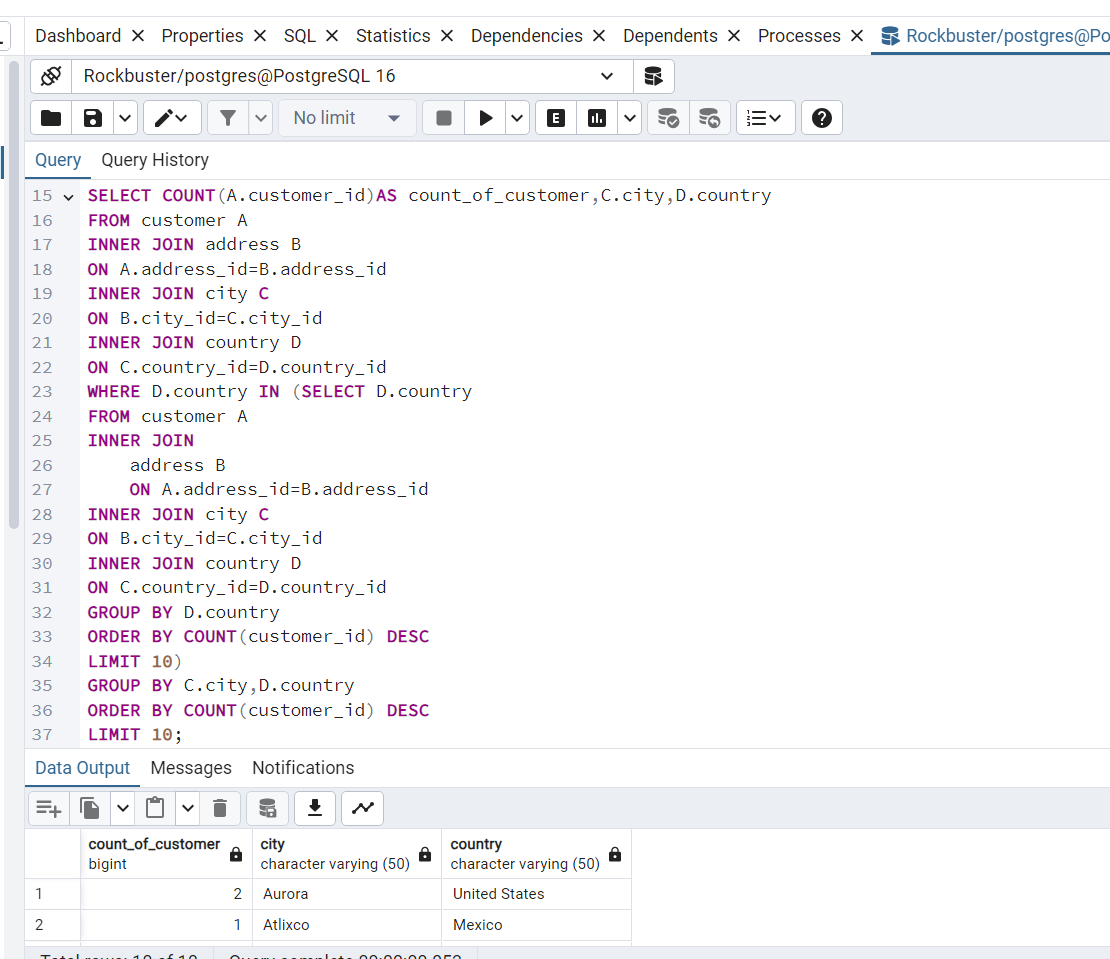 Dashboard Properties SQL Statistics Dependencies Dependents Processes Rockbuster/postgres@Po
Rockbuster/postgres@PostgreSQL 16
No limit E
Query Query History
15 SELECT COUNT(A.customer_id)AS count_of_customer,C.city,D.country
16 FROM customer A
17 INNER JOIN address B
18 ON A.address_id=B.address_id
19 INNER JOIN city C
20 ON B.city_id=C.city_id
21 INNER JOIN country D
22 ON C.country_id=D.country_id
23 WHERE D.country IN (SELECT D.country
24 FROM customer A
25 INNER JOIN
26 address B
27 ON A.address_id=B.address_id
28 INNER JOIN city C
29 ON B.city_id=C.city_id
30 INNER JOIN country D
31 ON C.country_id=D.country_id
32 GROUP BY D.country
33 ORDER BY COUNT(customer_id) DESC
34 LIMIT 10)
35 GROUP BY C.city,D.country
36 ORDER BY COUNT(customer_id) DESC
37 LIMIT 10;
Data Output Messages Notifications
count_of_customer city country
bigint character varying (50) character varying (50)
1 2 Aurora United States
2 1 Atlixco Mexico
Total rows: 10 of 10 Query complete